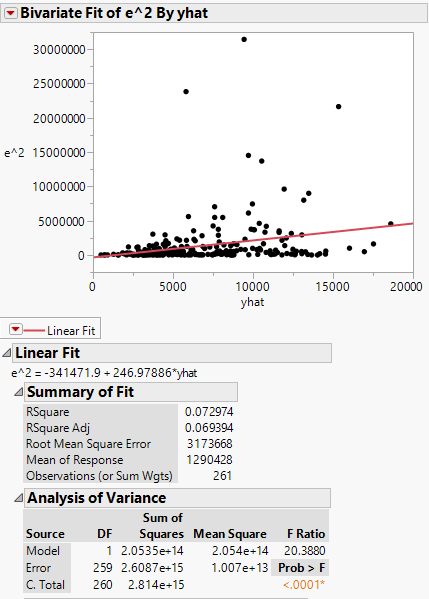 Bivariate Fit of e^2 By yhat
30000000
25000000
20000000
e^2 15000000
10000000
5000000
0
0 5000 10000 15000 20000
yhat
Linear Fit
Linear Fit
e^2 = -341471.9 + 246.97886*yhat
Summary of Fit
RSquare 0.072974
RSquare Adj 0.069394
Root Mean Square Error 3173668
Mean of Response 1290428
Observations (or Sum Wgts) 261
Analysis of Variance
Sum of
Source DF Squares Mean Square F Ratio
Model 1 2.0535e+14 2.054e+14 20.3880
Error 259 2.6087e+15 1.007e+13 Prob > F
C. Total 260 2.814e+15 <.0001*